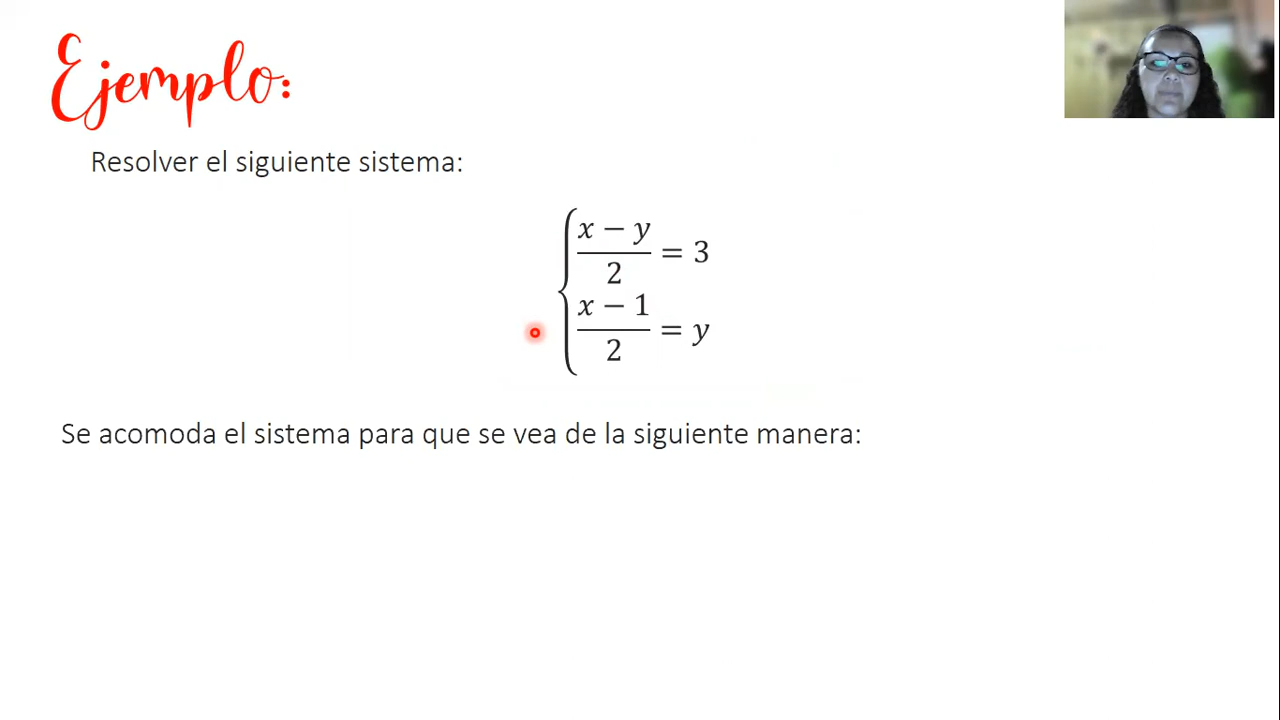 Ejemplo:
Resolver el siguiente sistema:
x − y
2
= 3
x − 1
2
= y
Se acomoda el sistema para que se vea de la siguiente manera: